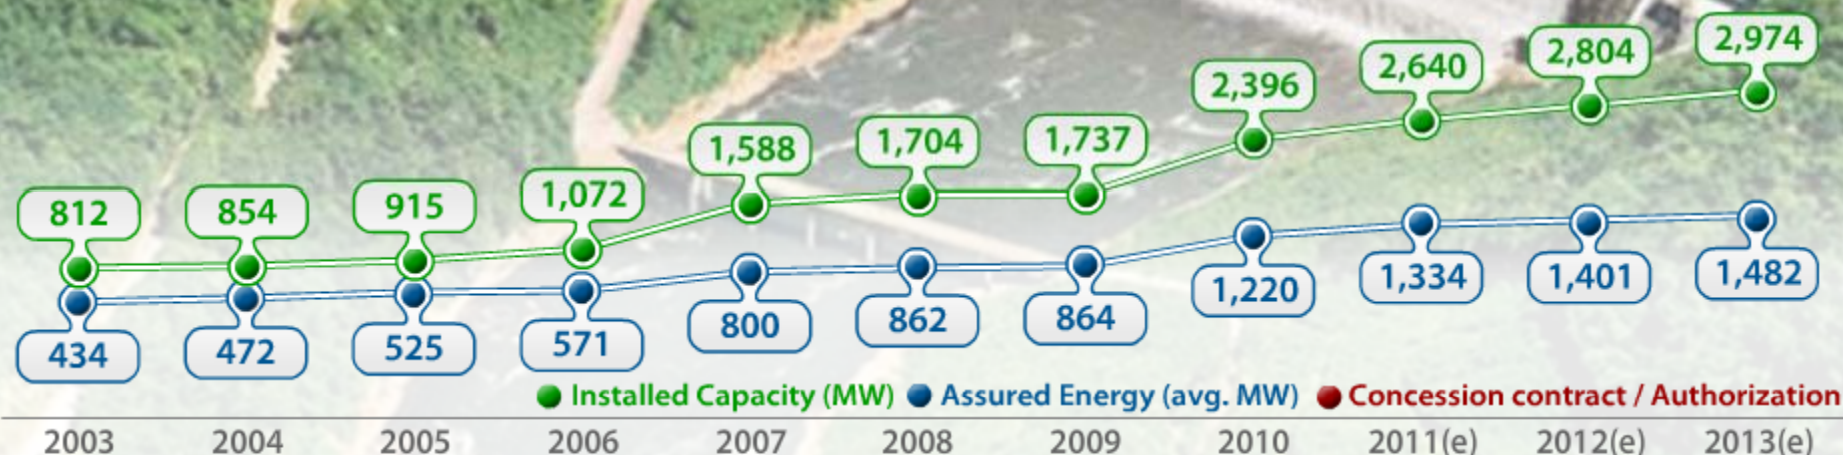 812 854 915 1,072 1,588 1,704 1,737 2,396 2,640 2,804 2,974
434 472 525 571 800 862 864 1,220 1,334 1,401 1,482
Installed Capacity (MW) Assured Energy (avg. MW) Concession contract / Authorization
2003 2004 2005 2006 2007 2008 2009 2010 2011(e) 2012(e) 2013(e)